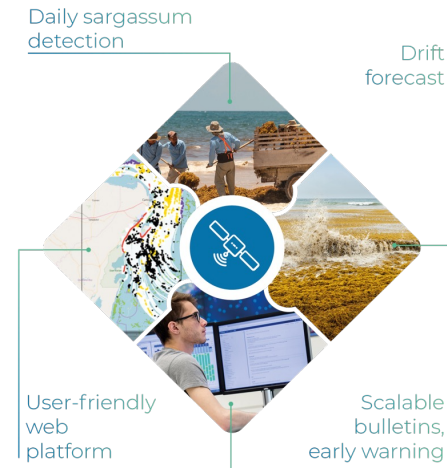 Daily sargassum
detection
Drift
forecast
User-friendly
web
platform
Scalable
bulletins,
early warning